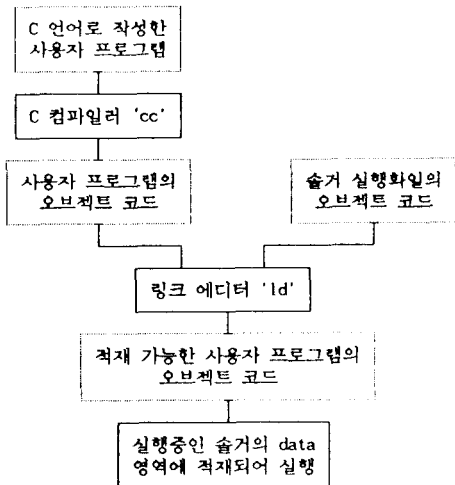 C 언어로 작성한
사용자 프로그램
C 컴파일러 'cc'
사용자 프로그램의
오브젝트 코드
솔거 실행화일의
오브젝트 코드
링크 에디터 'ld'
적재 가능한 사용자 프로그램의
오브젝트 코드
실행중인 솔거의 data
영역에 적재되어 실행